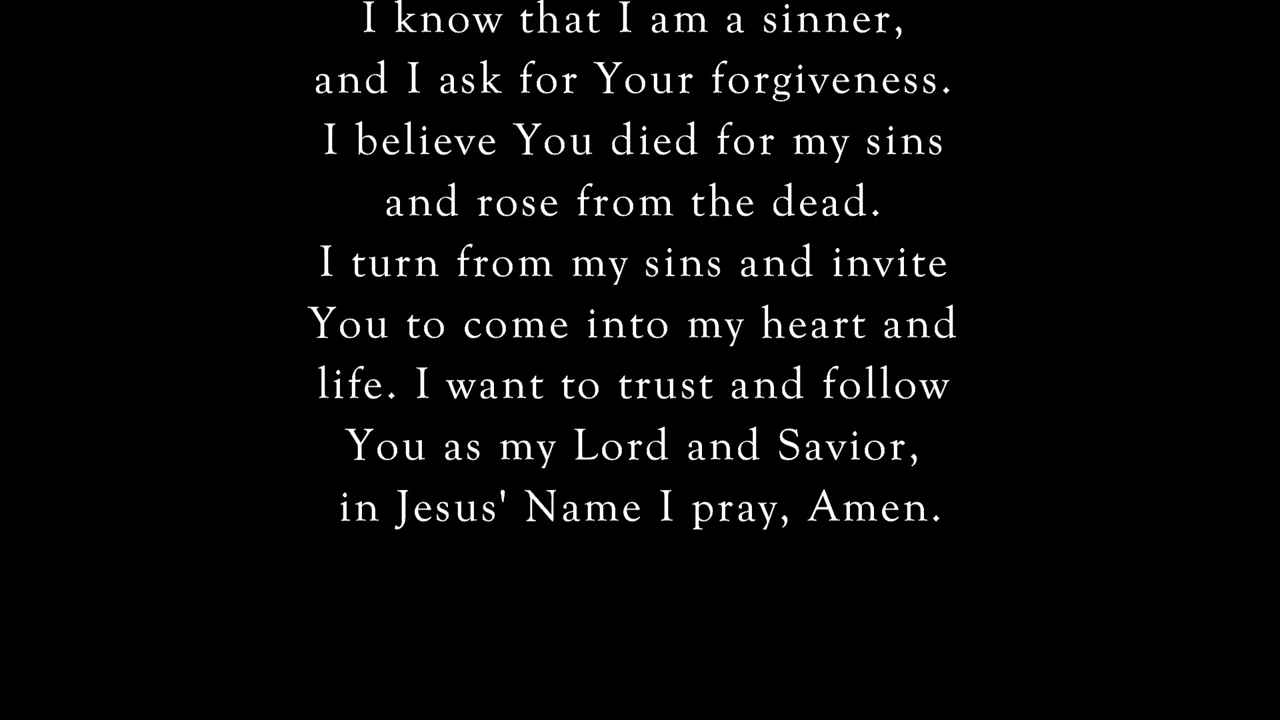 I know that I am a sinner,
and I ask for Your forgiveness.
I believe You died for my sins
and rose from the dead.
I turn from my sins and invite
You to come into my heart and
life. I want to trust and follow
You as my Lord and Savior,
in Jesus' Name I pray, Amen.